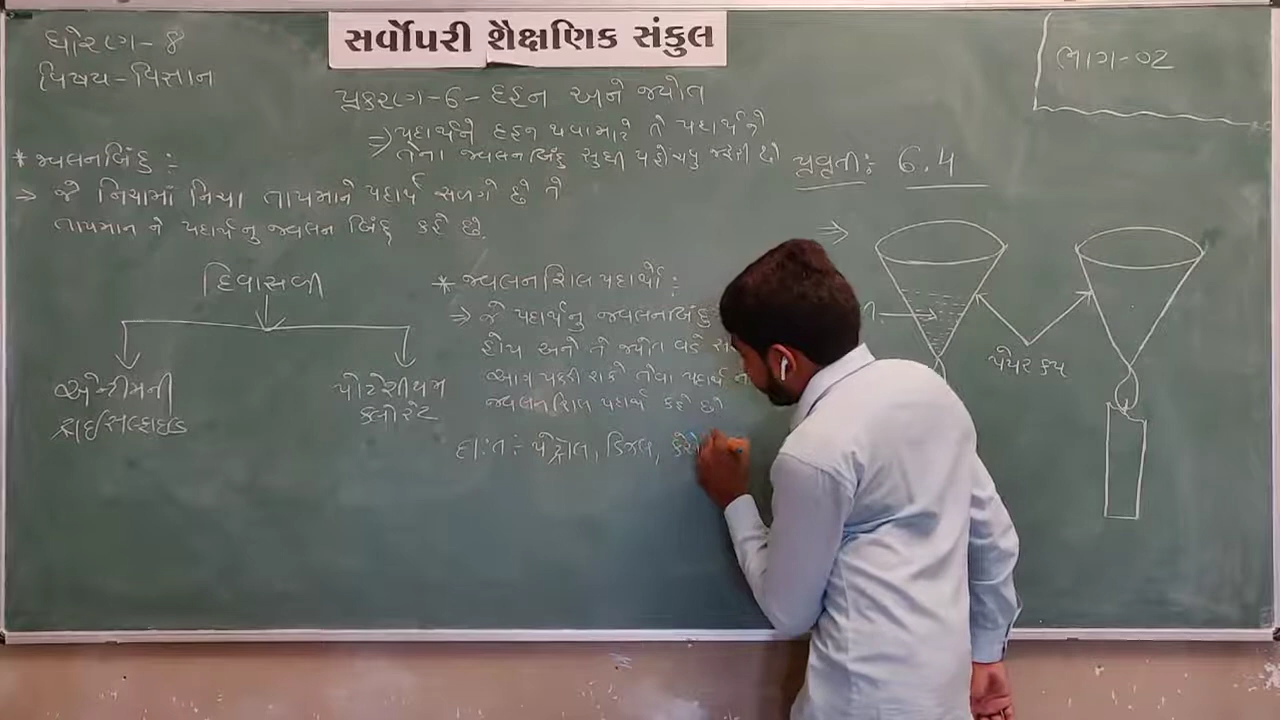 સર્વોપરી શૈક્ષણિક સંકુલ
ધોરણ - 8
વિષય - વિજ્ઞાન
ભાગ - 02
પ્રકરણ - 6 - દહન અને જ્યોત
⇒ પદાર્થને દહન થવા માટે તે પદાર્થને
તેના જ્વલનબિંદુ સુધી પહોચવુ જરૂરી છે
* જ્વલનબિંદુ :
⇒ જે નિચામાં નિચા તાપમાને પદાર્થ સળગે છે તે
તાપમાન ને પદાર્થનુ જ્વલન બિંદુ કહે છે.
દિવાસળી
એન્ટીમની
ટ્રાઇસલ્ફાઇડ
પોટેશીયમ
ક્લોરેટ
* જ્વલનશિલ પદાર્થો :
⇒ જે પદાર્થનુ જ્વલનબિંદુ
હોય અને તે જ્યોત વડે
આગ પકડી શકે તેવા પદાર્થ ને
જ્વલનશિલ પદાર્થ કહે છે
દા.ત. :- પેટ્રોલ, ડિઝલ, કેરો
પ્રવૃતી : 6.4
⇒
પેપર કપ